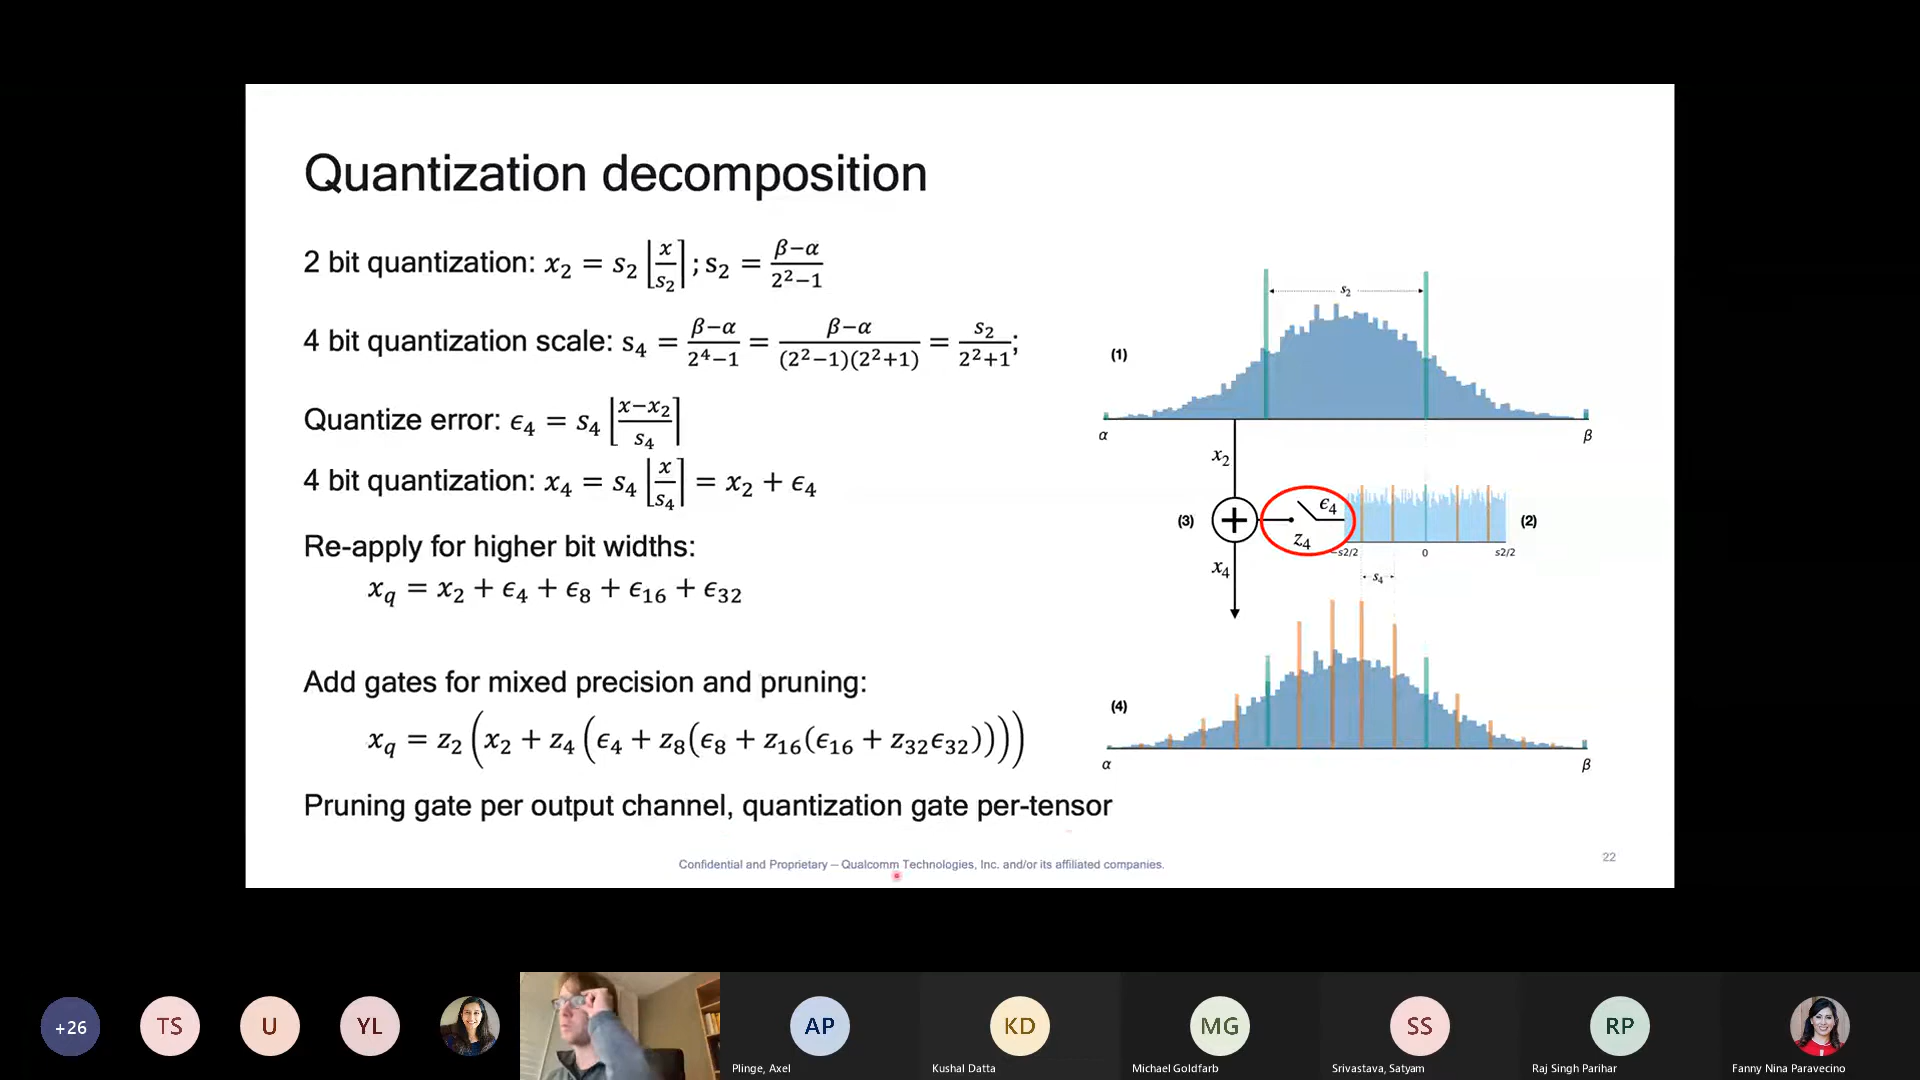 Quantization decomposition
2 bit quantization: x₂ = s₂ ⌊x/s₂⌉ ; s₂ = (β−α)/(2²−1)
4 bit quantization scale: s₄ = (β−α)/(2⁴−1) = (β−α)/((2²−1)(2²+1)) = s₂/(2²+1);
Quantize error: ϵ₄ = s₄ ⌊(x−x₂)/s₄⌉
4 bit quantization: x₄ = s₄ ⌊x/s₄⌉ = x₂ + ϵ₄
Re-apply for higher bit widths:
x_q = x₂ + ϵ₄ + ϵ₈ + ϵ₁₆ + ϵ₃₂
Add gates for mixed precision and pruning:
x_q = z₂(x₂ + z₄(ϵ₄ + z₈(ϵ₈ + z₁₆(ϵ₁₆ + z₃₂ϵ₃₂))))
Pruning gate per output channel, quantization gate per-tensor
s₂
(1)
α β
x₂
(3) + ϵ₄ (2)
z₄
−s2/2 0 s2/2
x₄ s₄
(4)
α β
Confidential and Proprietary – Qualcomm Technologies, Inc. and/or its affiliated companies.
22
+26 TS U YL AP KD MG SS RP
Plinge, Axel Kushal Datta Michael Goldfarb Srivastava, Satyam Raj Singh Parihar Fanny Nina Paravecino